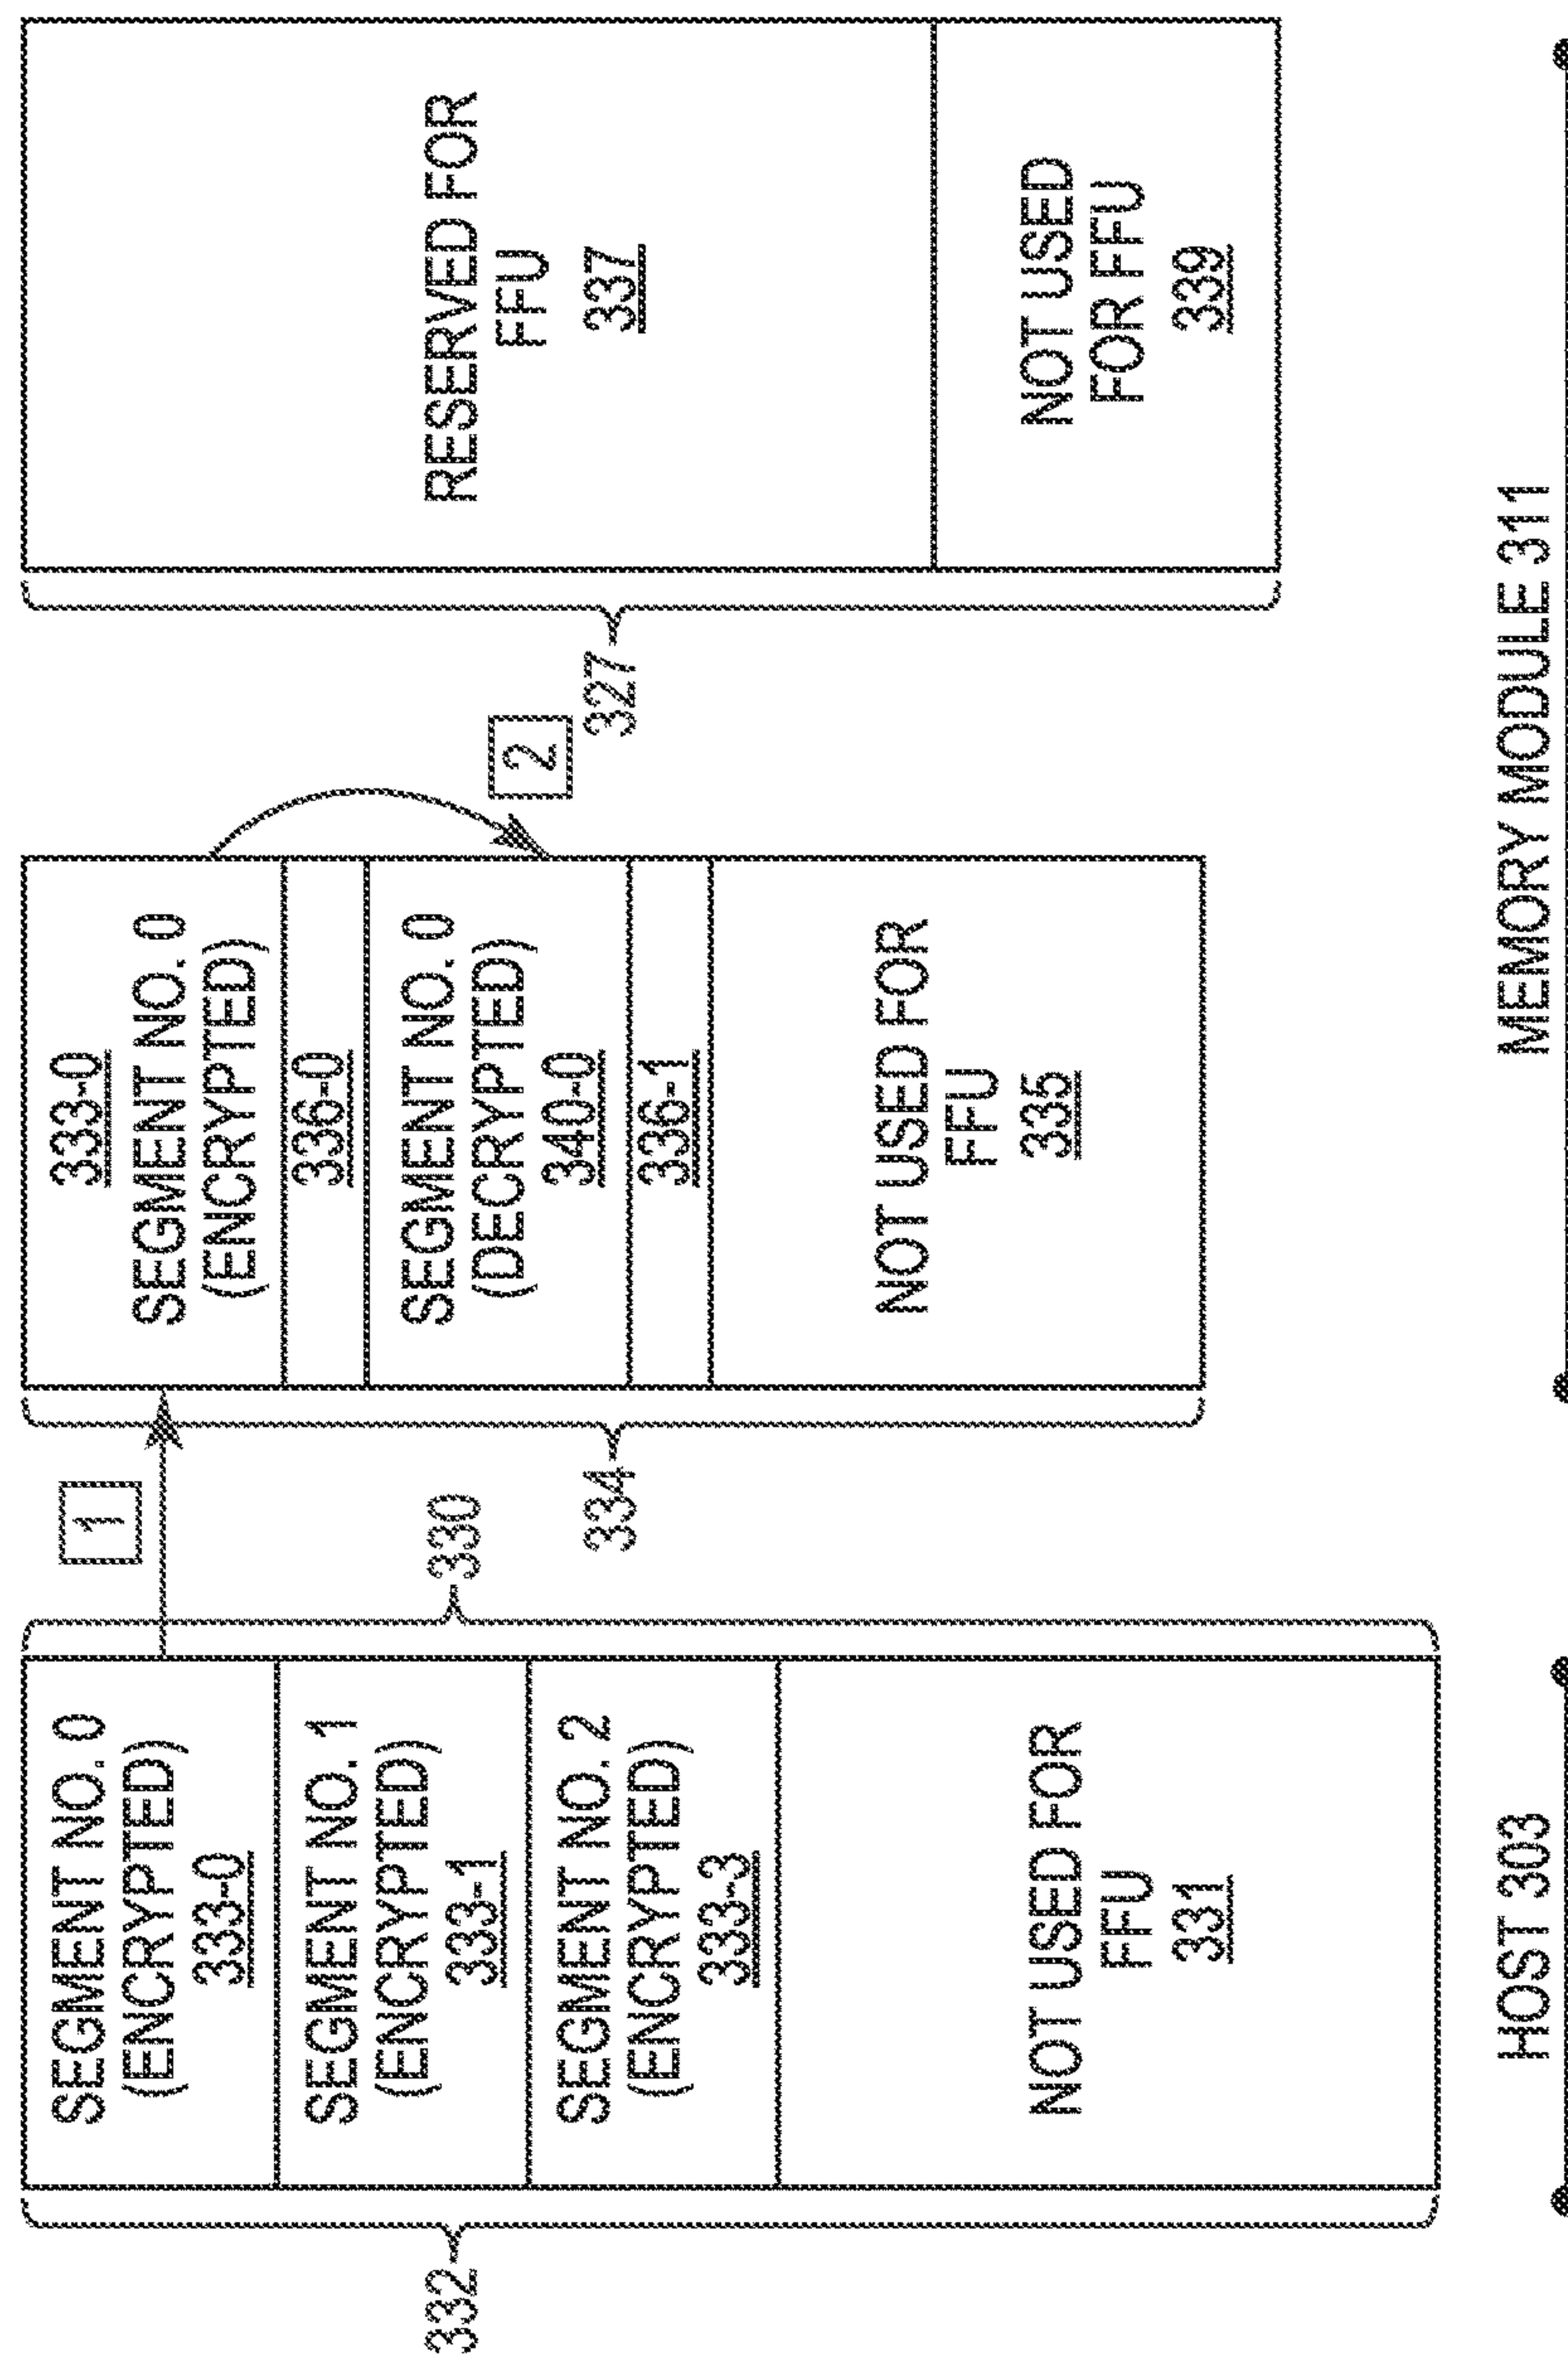 332
SEGMENT NO. 0
(ENCRYPTED)
333-0
SEGMENT NO. 1
(ENCRYPTED)
333-1
SEGMENT NO. 2
(ENCRYPTED)
333-3
NOT USED FOR
FFU
331
330
HOST 303
1
334
333-0
SEGMENT NO. 0
(ENCRYPTED)
336-0
SEGMENT NO. 0
(DECRYPTED)
340-0
336-1
NOT USED FOR
FFU
335
2
327
RESERVED FOR
FFU
337
NOT USED
FOR FFU
339
MEMORY MODULE 311